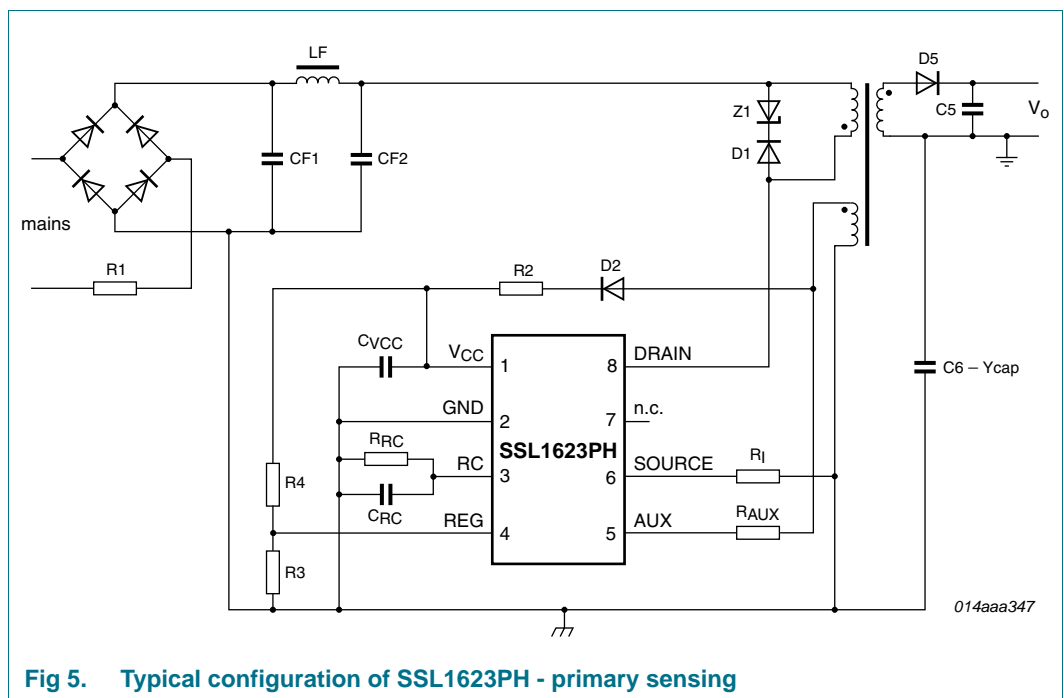 LF
D5
Z1
C5
Vo
CF1
CF2
D1
mains
R1
R2
D2
CVCC
VCC
1
8
DRAIN
C6 – Ycap
GND
2
7
n.c.
SSL1623PH
RRC
RC
3
6
SOURCE
RI
R4
CRC
REG
4
5
AUX
RAUX
R3
014aaa347
Fig 5. Typical configuration of SSL1623PH - primary sensing